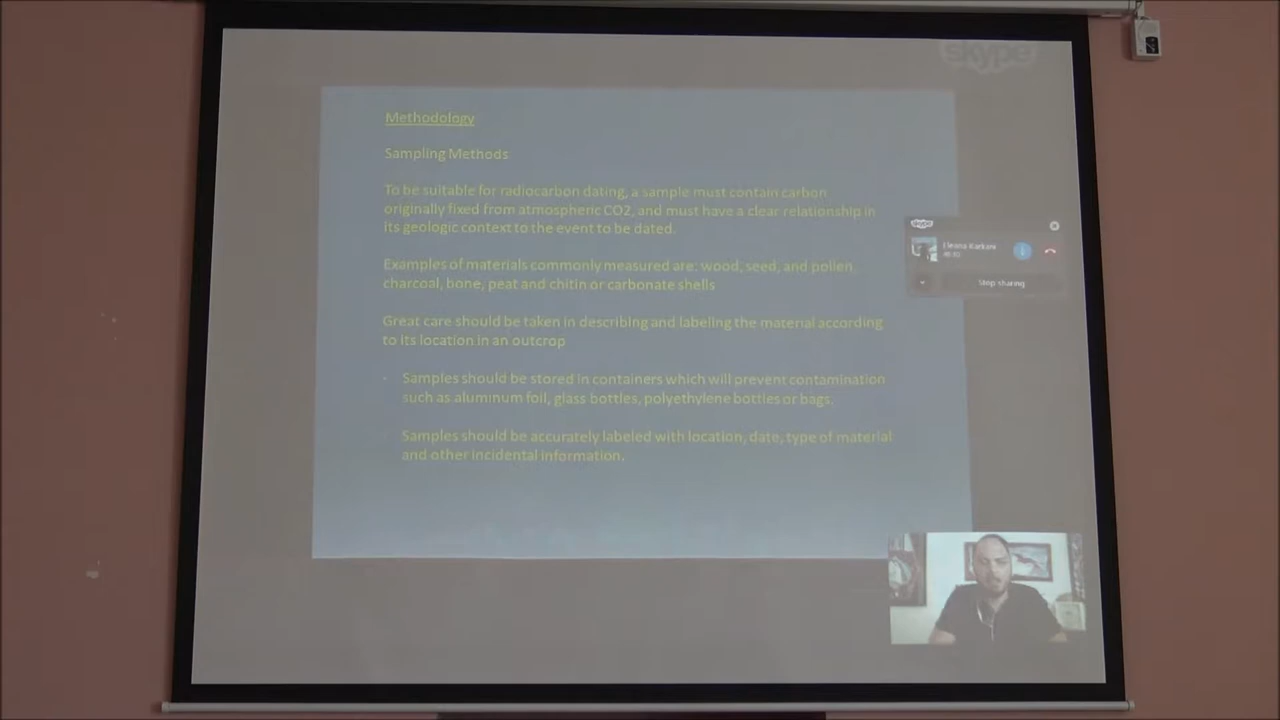 skype
Methodology
Sampling Methods
To be suitable for radiocarbon dating, a sample must contain carbon
originally fixed from atmospheric CO2, and must have a clear relationship in
its geologic context to the event to be dated.
skype
Stop sharing
Examples of materials commonly measured are: wood, seed, and pollen,
charcoal, bone, peat and chitin or carbonate shells
Great care should be taken in describing and labeling the material according
to its location in an outcrop
- Samples should be stored in containers which will prevent contamination
such as aluminum foil, glass bottles, polyethylene bottles or bags.
Samples should be accurately labeled with location, date, type of material
and other incidental information.